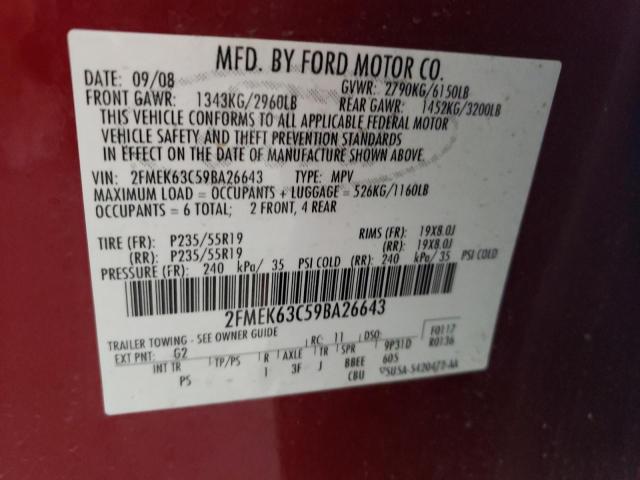 MFD. BY FORD MOTOR CO.
DATE: 09/08 GVWR: 2790KG/6150LB
FRONT GAWR: 1343KG/2960LB REAR GAWR: 1452KG/3200LB
THIS VEHICLE CONFORMS TO ALL APPLICABLE FEDERAL MOTOR
VEHICLE SAFETY AND THEFT PREVENTION STANDARDS
IN EFFECT ON THE DATE OF MANUFACTURE SHOWN ABOVE.
VIN: 2FMEK63C59BA26643 TYPE: MPV
MAXIMUM LOAD = OCCUPANTS + LUGGAGE = 526KG/1160LB
OCCUPANTS = 6 TOTAL; 2 FRONT, 4 REAR
TIRE (FR): P235/55R19 RIMS (FR): 19X8.0J
(RR): P235/55R19 (RR): 19X8.0J
PRESSURE (FR): 240 kPa/ 35 PSI COLD (RR): 240 kPa/ 35 PSI COLD
2FMEK63C59BA26643
TRAILER TOWING - SEE OWNER GUIDE RC: 11 DSO: F0117
EXT PNT: G2 TP/PS R AXLE TR SPR 9P31D R0136
INT TR I 3F J BBEE 605
PS CBU